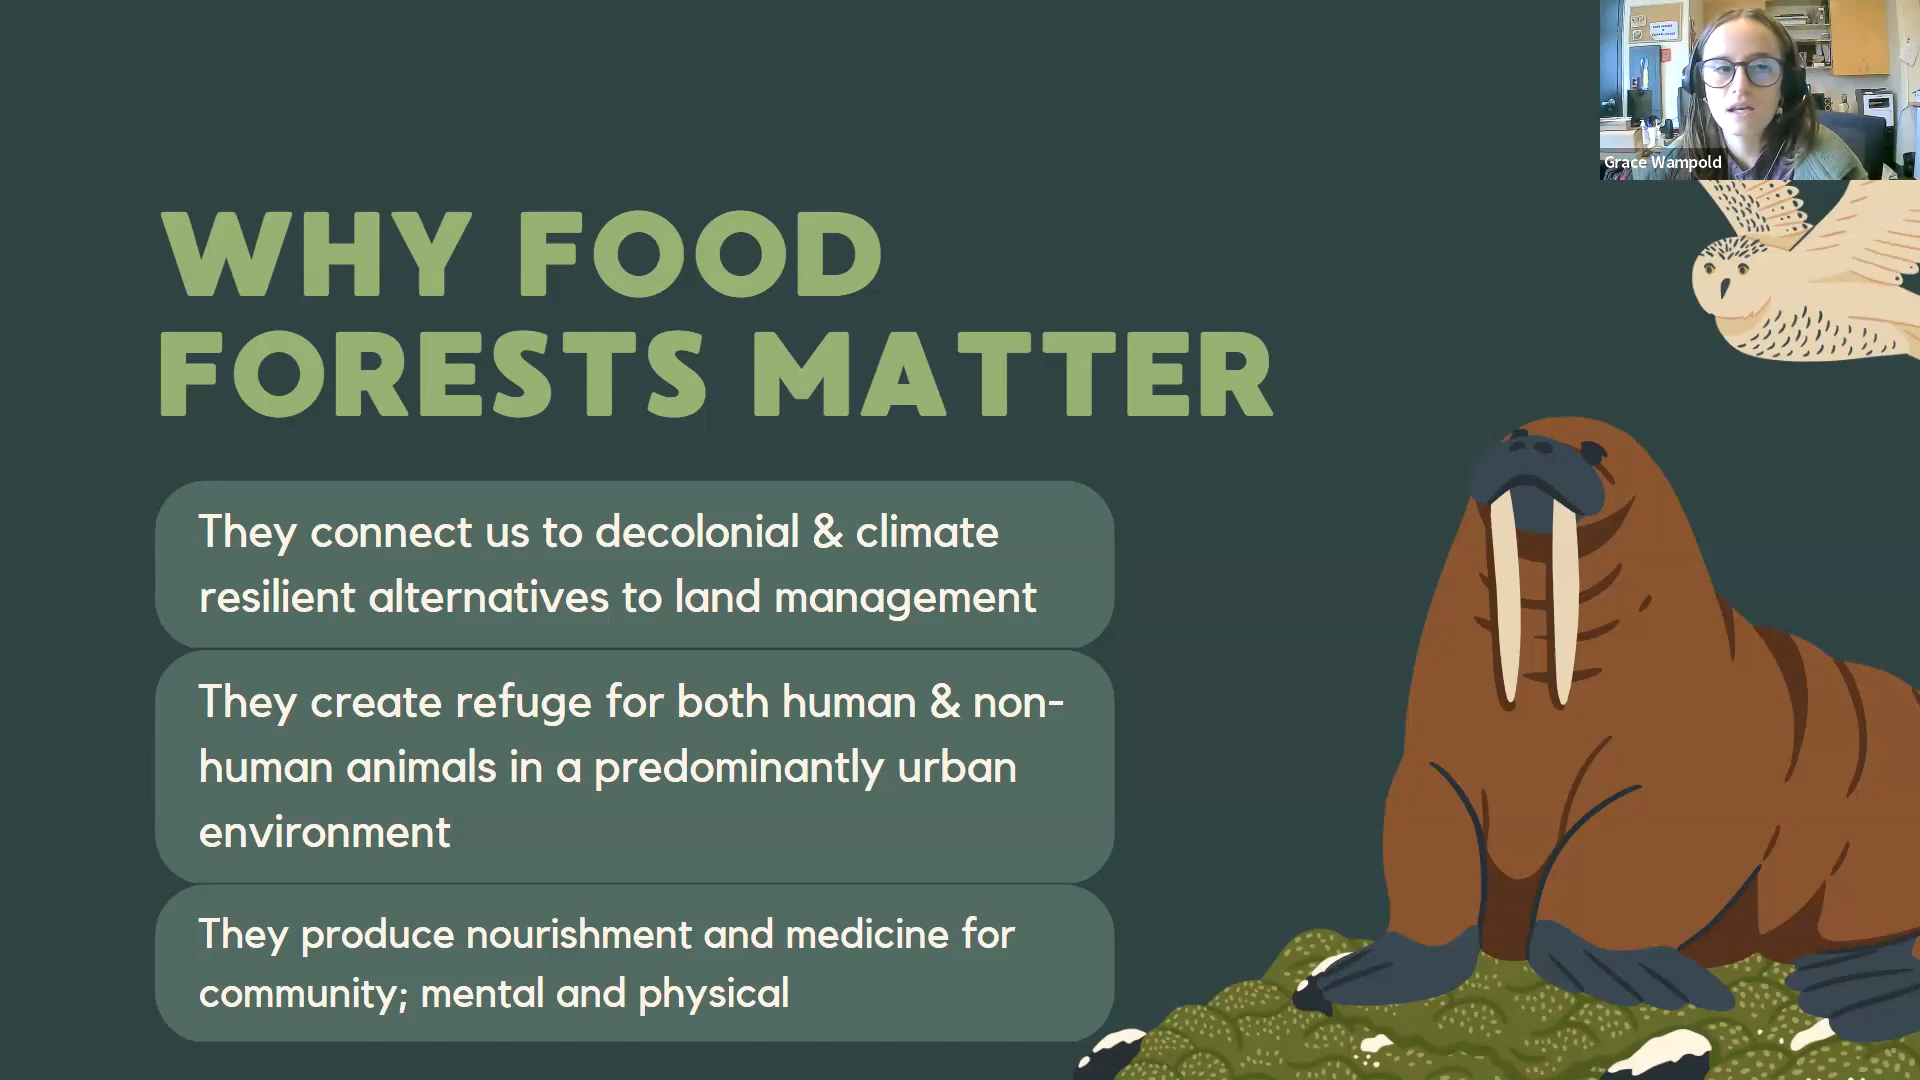 Grace Wampold
WHY FOOD
FORESTS MATTER
They connect us to decolonial & climate
resilient alternatives to land management
They create refuge for both human & non-
human animals in a predominantly urban
environment
They produce nourishment and medicine for
community; mental and physical